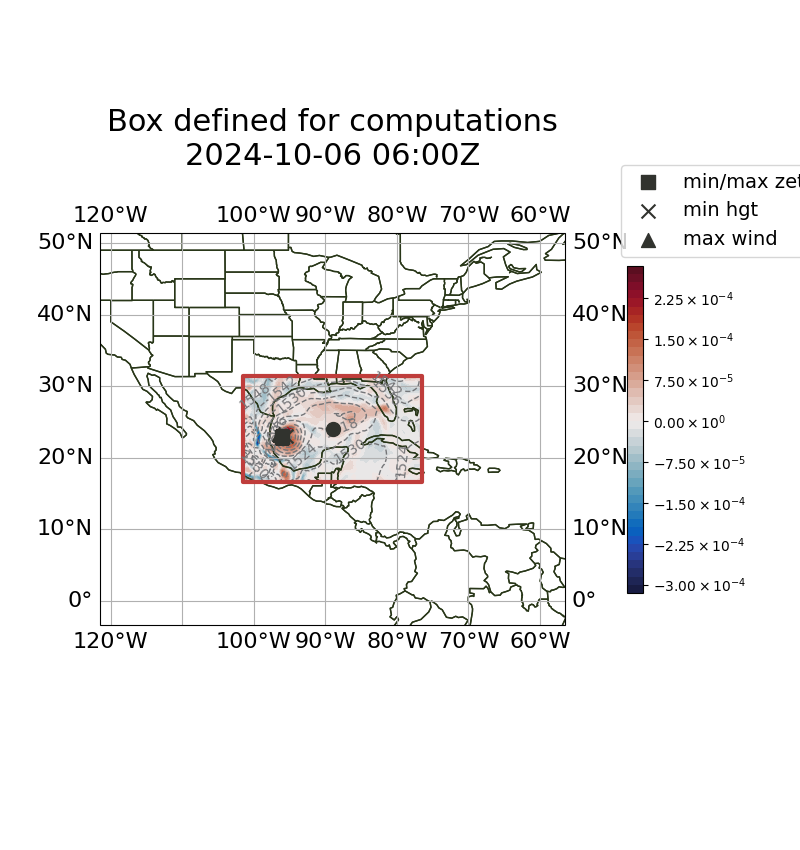 Box defined for computations
2024-10-06 06:00Z
min/max zet
min hgt
max wind
120°W 100°W 90°W 80°W 70°W 60°W
50°N 50°N
40°N 40°N
30°N 30°N
20°N
10°N 10°N
0° 0°
120°W 100°W 90°W 80°W 70°W 60°W
2.25 × 10⁻⁴
1.50 × 10⁻⁴
7.50 × 10⁻⁵
0.00 × 10⁰
−7.50 × 10⁻⁵
−1.50 × 10⁻⁴
−2.25 × 10⁻⁴
−3.00 × 10⁻⁴
1530
1524